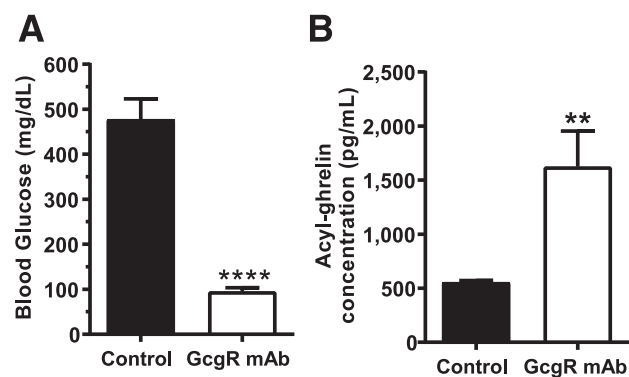 A
Blood Glucose (mg/dL)
600
500
400
300
200
100
0
****
Control GcgR mAb
B
Acyl-ghrelin
concentration (pg/mL)
2,500
2,000
1,500
1,000
500
0
**
Control GcgR mAb